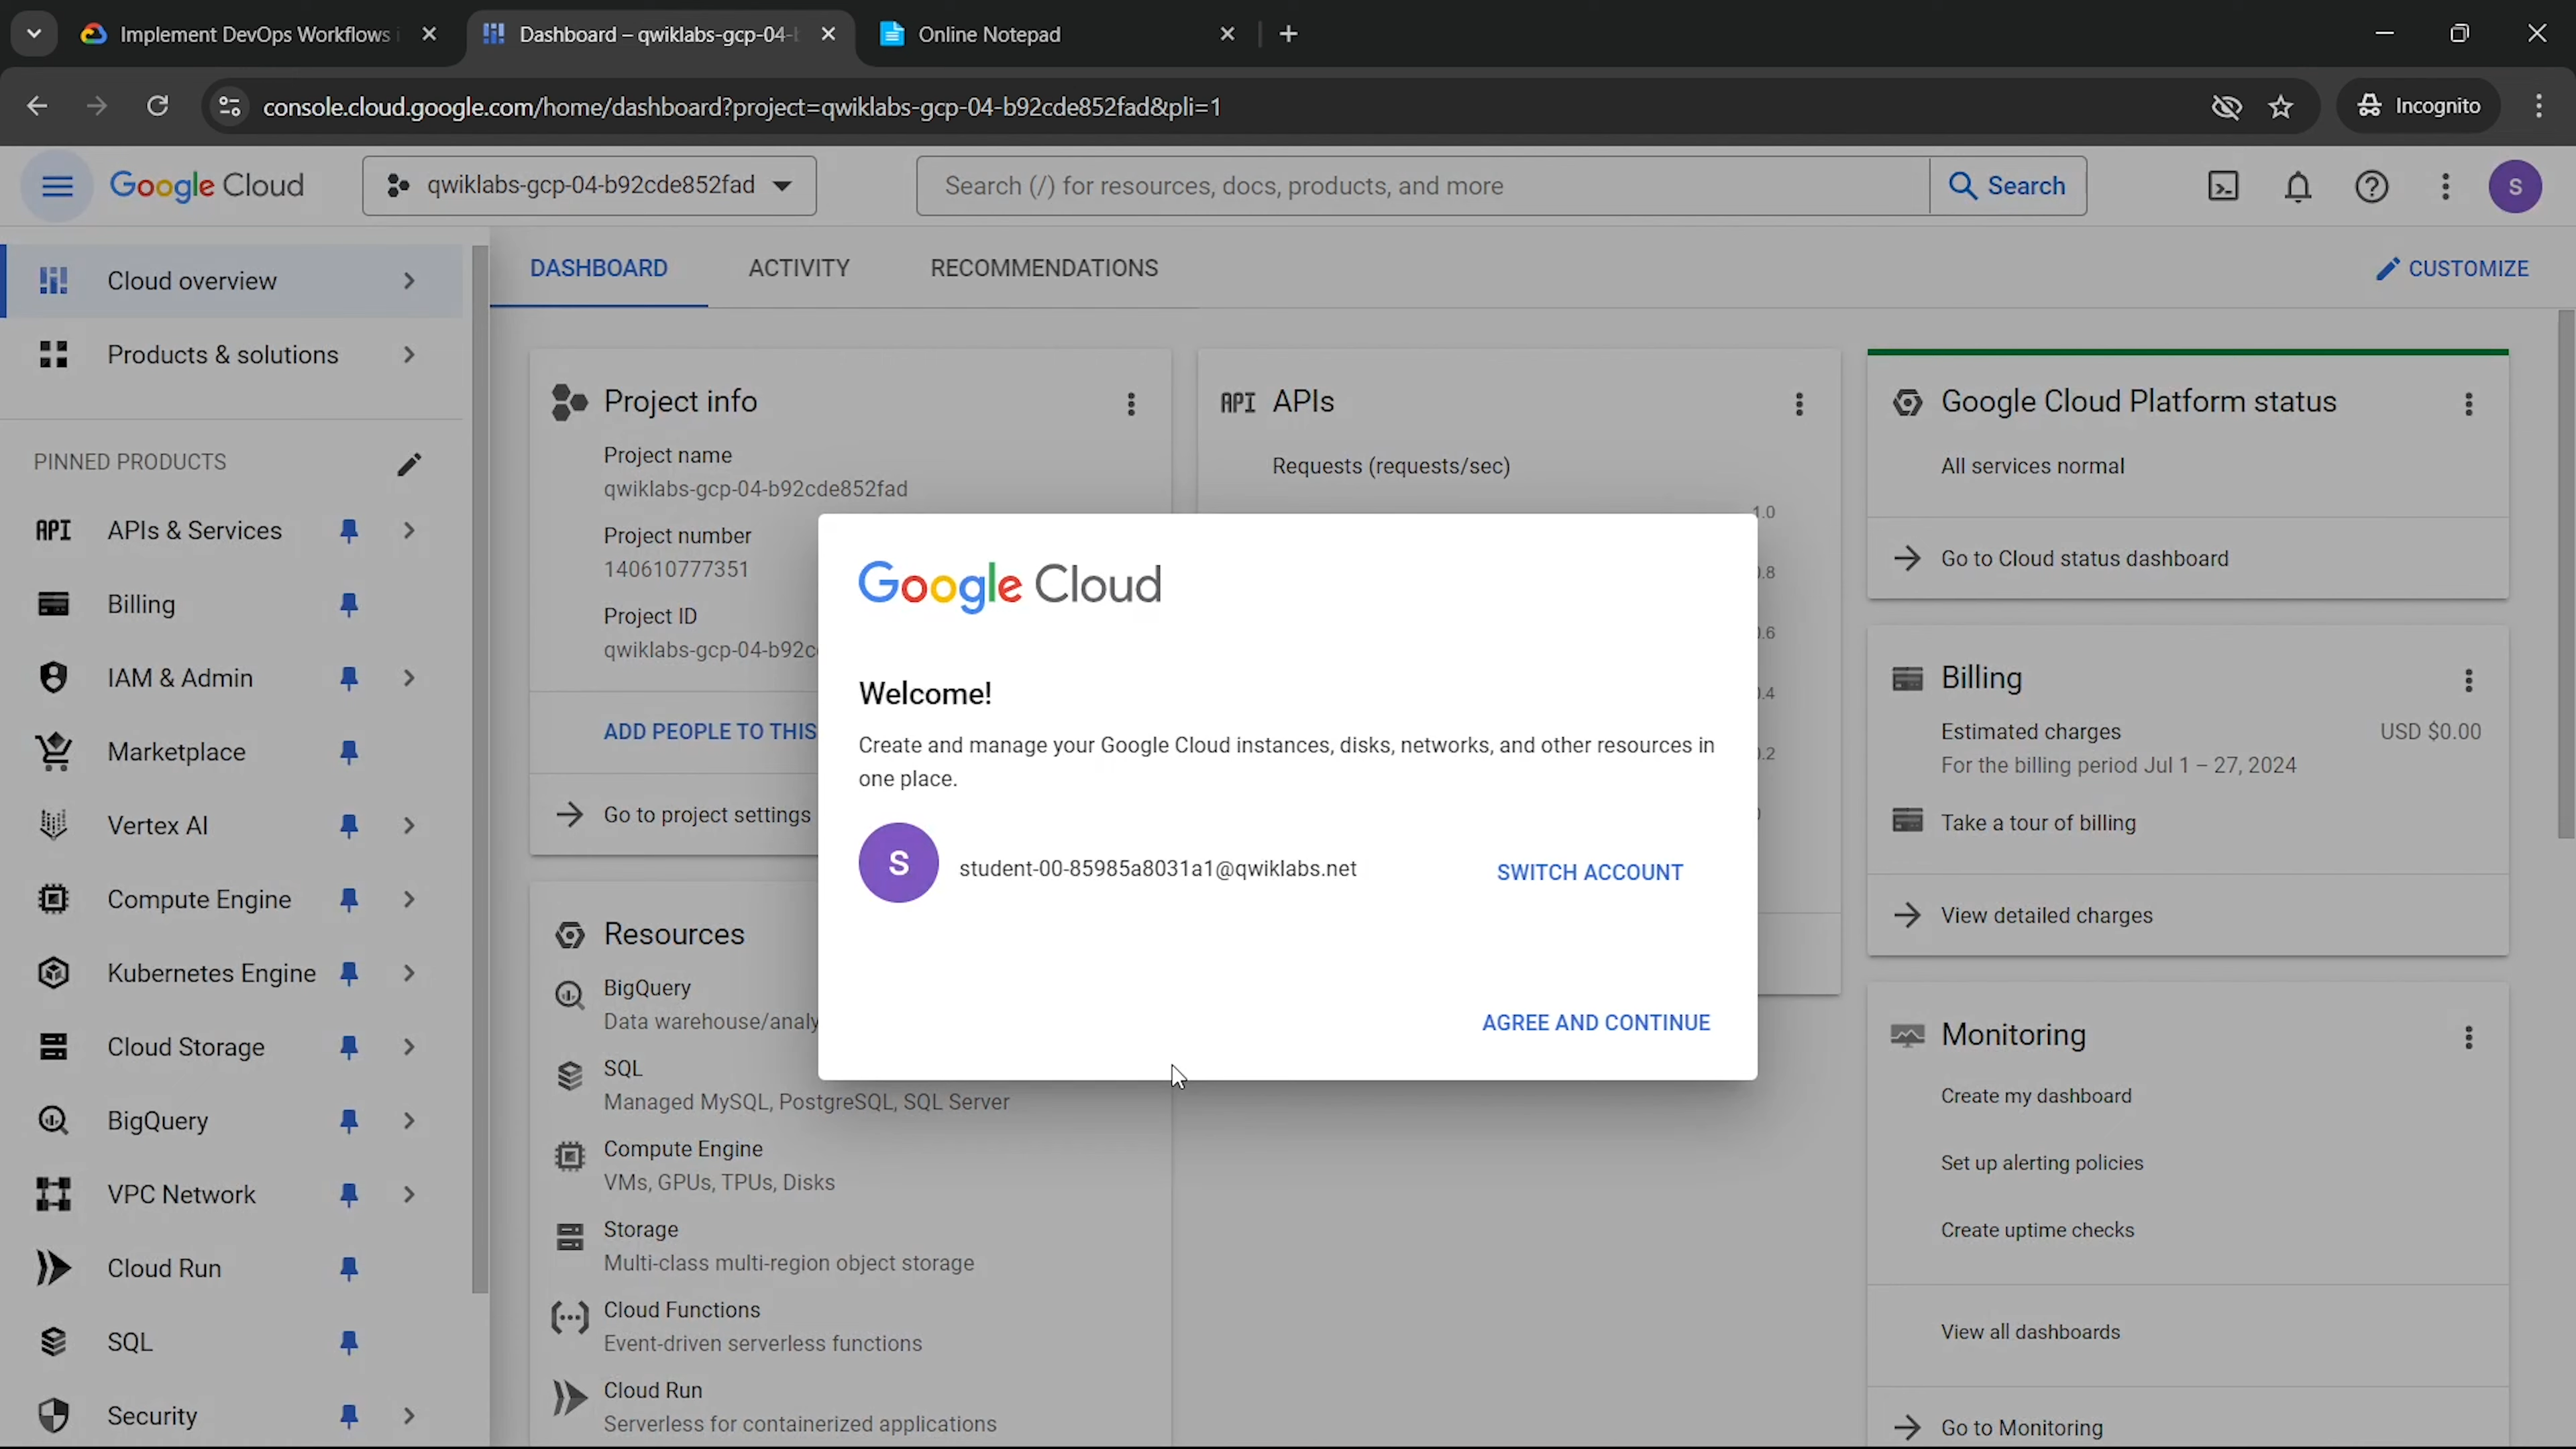 Implement DevOps Workflows i
Dashboard – qwiklabs-gcp-04-
Online Notepad
console.cloud.google.com/home/dashboard?project=qwiklabs-gcp-04-b92cde852fad&pli=1
Incognito
Google Cloud
qwiklabs-gcp-04-b92cde852fad
Search (/) for resources, docs, products, and more
Search
S
Cloud overview
Products & solutions
PINNED PRODUCTS
API APIs & Services
Billing
IAM & Admin
Marketplace
Vertex AI
Compute Engine
Kubernetes Engine
Cloud Storage
BigQuery
VPC Network
Cloud Run
SQL
Security
DASHBOARD
ACTIVITY
RECOMMENDATIONS
CUSTOMIZE
Project info
Project name
qwiklabs-gcp-04-b92cde852fad
Project number
140610777351
Project ID
qwiklabs-gcp-04-b92c
ADD PEOPLE TO THIS
Go to project settings
Resources
BigQuery
Data warehouse/analy
SQL
Managed MySQL, PostgreSQL, SQL Server
Compute Engine
VMs, GPUs, TPUs, Disks
Storage
Multi-class multi-region object storage
Cloud Functions
Event-driven serverless functions
Cloud Run
Serverless for containerized applications
API APIs
Requests (requests/sec)
1.0
0.8
0.6
0.4
0.2
0
Google Cloud
Welcome!
Create and manage your Google Cloud instances, disks, networks, and other resources in
one place.
S
student-00-85985a8031a1@qwiklabs.net
SWITCH ACCOUNT
AGREE AND CONTINUE
Google Cloud Platform status
All services normal
Go to Cloud status dashboard
Billing
Estimated charges
USD $0.00
For the billing period Jul 1 – 27, 2024
Take a tour of billing
View detailed charges
Monitoring
Create my dashboard
Set up alerting policies
Create uptime checks
View all dashboards
Go to Monitoring